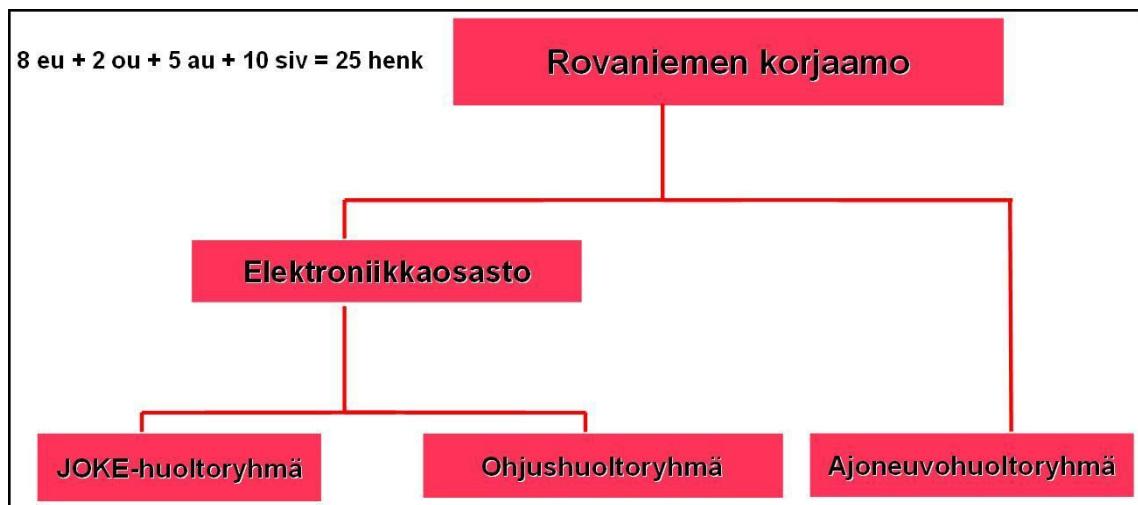 8 eu + 2 ou + 5 au + 10 siv = 25 henk
Rovaniemen korjaamo
Elektroniikkaosasto
JOKE-huoltoryhmä
Ohjushuoltoryhmä
Ajoneuvohuoltoryhmä